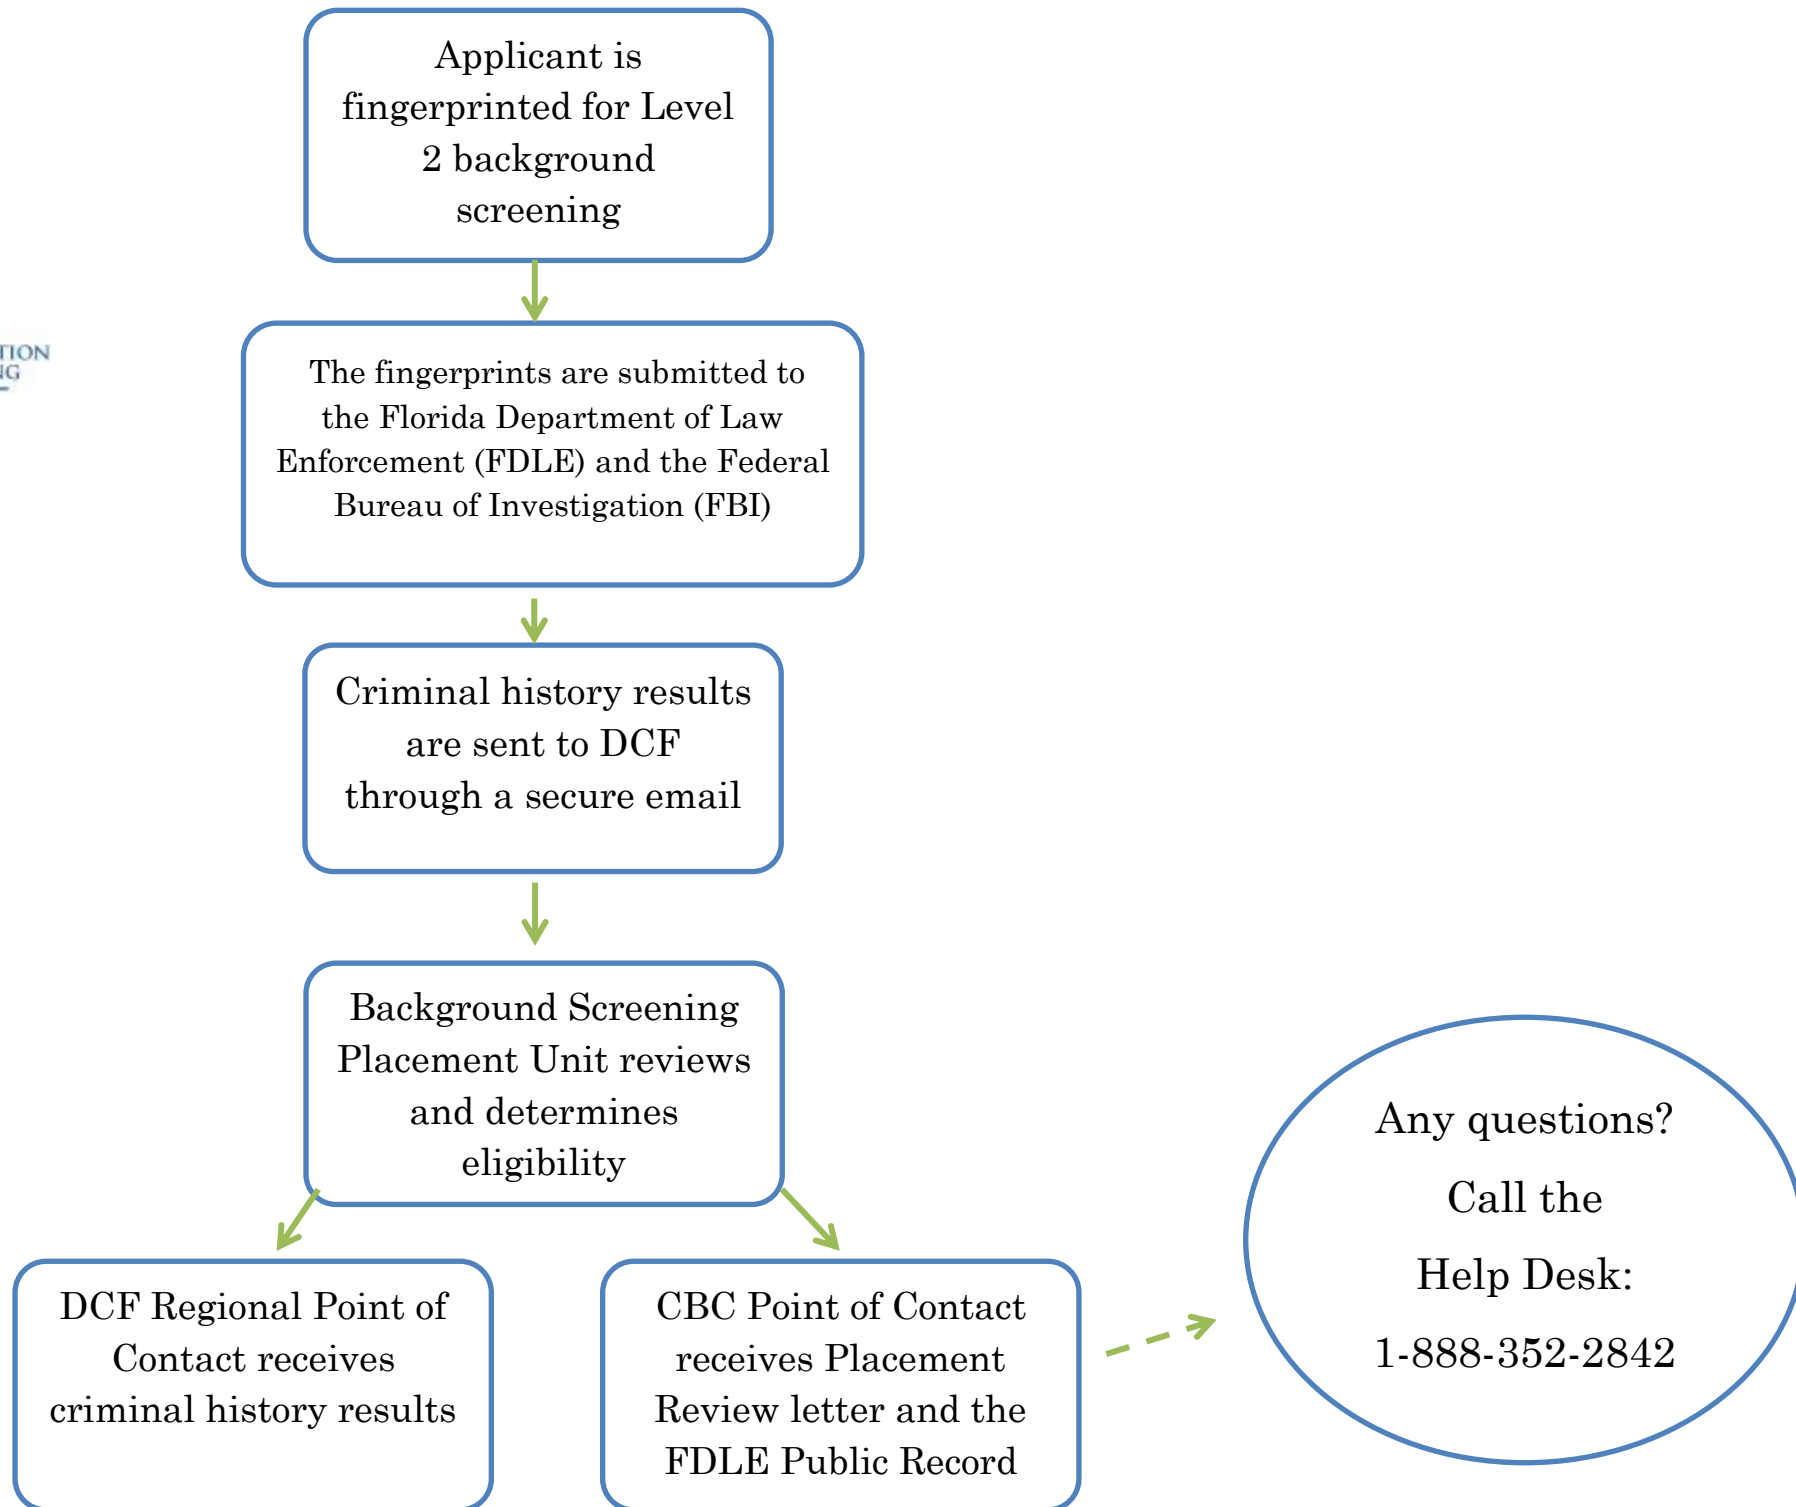 Applicant is
fingerprinted for Level
2 background
screening
The fingerprints are submitted to
the Florida Department of Law
Enforcement (FDLE) and the Federal
Bureau of Investigation (FBI)
Criminal history results
are sent to DCF
through a secure email
Background Screening
Placement Unit reviews
and determines
eligibility
DCF Regional Point of
Contact receives
criminal history results
CBC Point of Contact
receives Placement
Review letter and the
FDLE Public Record
Any questions?
Call the
Help Desk:
1-888-352-2842